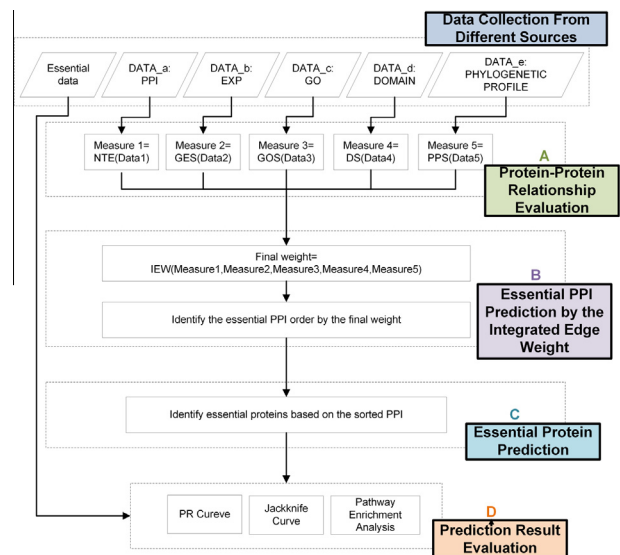 Data Collection From
Different Sources
Essential
data
DATA_a:
PPI
DATA_b:
EXP
DATA_c:
GO
DATA_d:
DOMAIN
DATA_e:
PHYLOGENETIC
PROFILE
Measure 1=
NTE(Data1)
Measure 2=
GES(Data2)
Measure 3=
GOS(Data3)
Measure 4=
DS(Data4)
Measure 5=
PPS(Data5)
A
Protein-Protein
Relationship
Evaluation
Final weight=
IEW(Measure1,Measure2,Measure3,Measure4,Measure5)
Identify the essential PPI order by the final weight
B
Essential PPI
Prediction by the
Integrated Edge
Weight
Identify essential proteins based on the sorted PPI
C
Essential Protein
Prediction
PR Cureve
Jackknife
Curve
Pathway
Enrichment
Analysis
D
Prediction Result
Evaluation